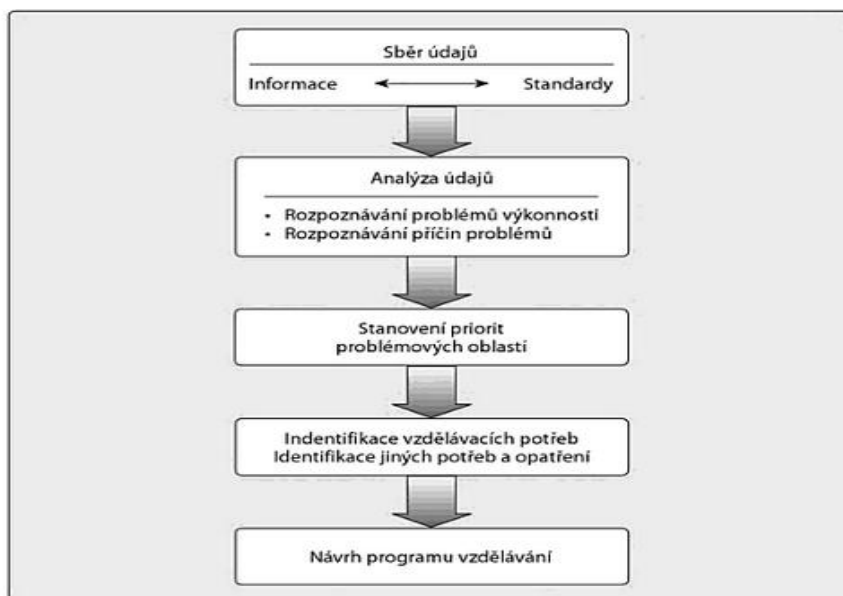 Sběr údajů
Informace Standardy
Analýza údajů
• Rozpoznávání problémů výkonnosti
• Rozpoznávání příčin problémů
Stanovení priorit
problémových oblastí
Indentifikace vzdělávacích potřeb
Identifikace jiných potřeb a opatření
Návrh programu vzdělávání